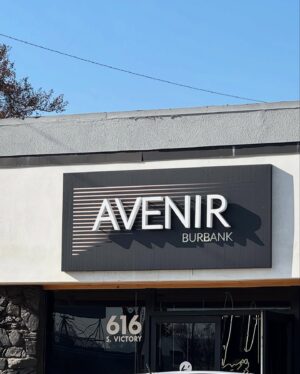 AVENIR
BURBANK
616
S. VICTORY